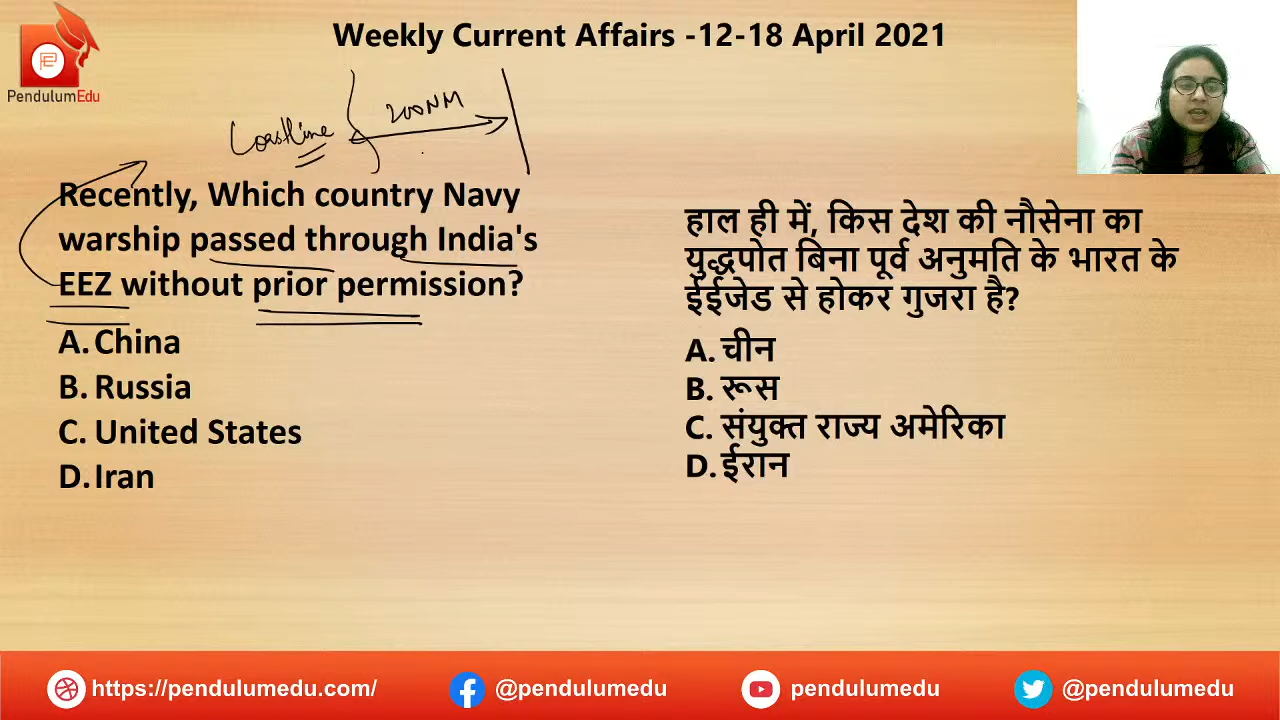 Weekly Current Affairs -12-18 April 2021
PendulumEdu
Coastline
200NM
Recently, Which country Navy
warship passed through India's
EEZ without prior permission?
A. China
B. Russia
C. United States
D. Iran
हाल ही में, किस देश की नौसेना का
युद्धपोत बिना पूर्व अनुमति के भारत के
ईईजेड से होकर गुजरा है?
A. चीन
B. रूस
C. संयुक्त राज्य अमेरिका
D. ईरान
https://pendulumedu.com/
@pendulumedu
pendulumedu
@pendulumedu